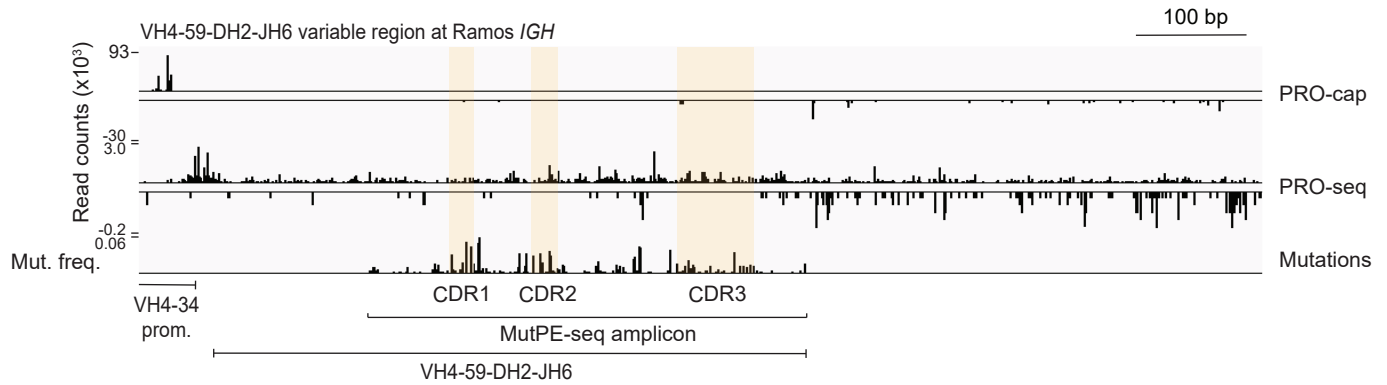 100 bp
VH4-59-DH2-JH6 variable region at Ramos IGH
Read counts (x10³)
93
PRO-cap
-30
3.0
PRO-seq
-0.2
0.06
Mut. freq.
Mutations
CDR1 CDR2 CDR3
VH4-34
prom.
MutPE-seq amplicon
VH4-59-DH2-JH6